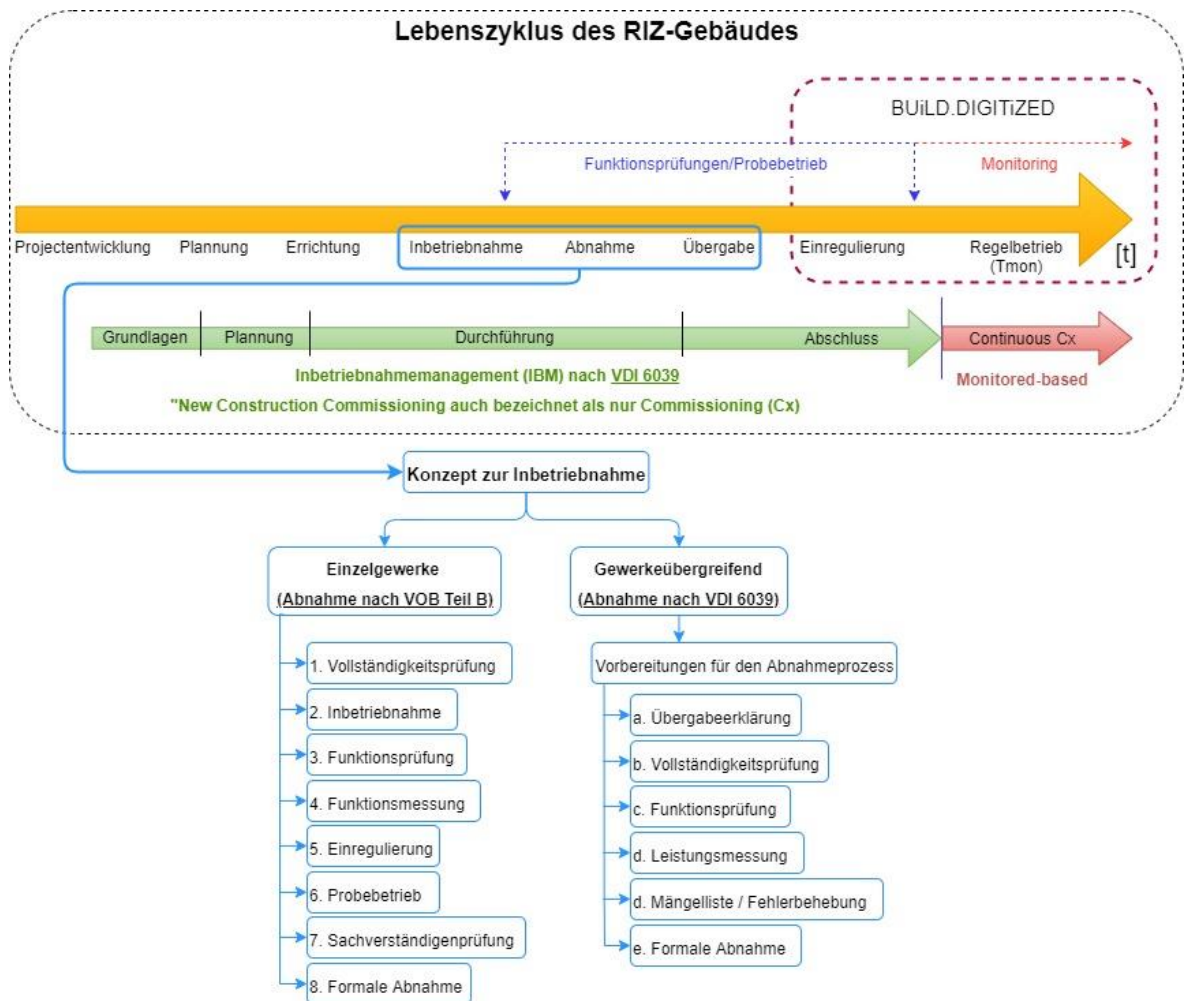 Lebenszyklus des RIZ-Gebäudes
BUiLD.DIGITiZED
Funktionsprüfungen/Probebetrieb
Monitoring
Projectentwicklung
Plannung
Errichtung
Inbetriebnahme
Abnahme
Übergabe
Einregulierung
Regelbetrieb
(Tmon)
[t]
Grundlagen
Plannung
Durchführung
Abschluss
Continuous Cx
Inbetriebnahmemanagement (IBM) nach VDI 6039
Monitored-based
"New Construction Commissioning auch bezeichnet als nur Commissioning (Cx)
Konzept zur Inbetriebnahme
Einzelgewerke
(Abnahme nach VOB Teil B)
1. Vollständigkeitsprüfung
2. Inbetriebnahme
3. Funktionsprüfung
4. Funktionsmessung
5. Einregulierung
6. Probebetrieb
7. Sachverständigenprüfung
8. Formale Abnahme
Gewerkeübergreifend
(Abnahme nach VDI 6039)
Vorbereitungen für den Abnahmeprozess
a. Übergabeerklärung
b. Vollständigkeitsprüfung
c. Funktionsprüfung
d. Leistungsmessung
d. Mängelliste / Fehlerbehebung
e. Formale Abnahme